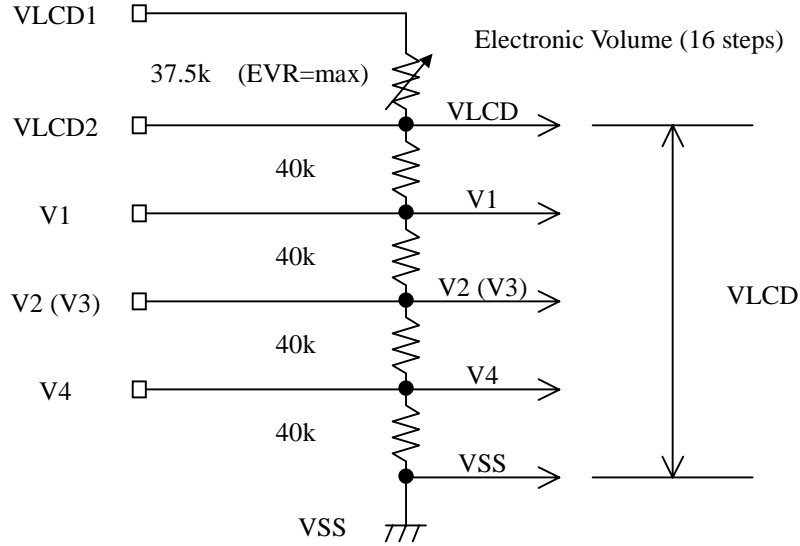 VLCD1
Electronic Volume (16 steps)
37.5k (EVR=max)
VLCD2
VLCD
40k
V1
V1
40k
V2 (V3)
V2 (V3)
VLCD
40k
V4
V4
40k
VSS
VSS